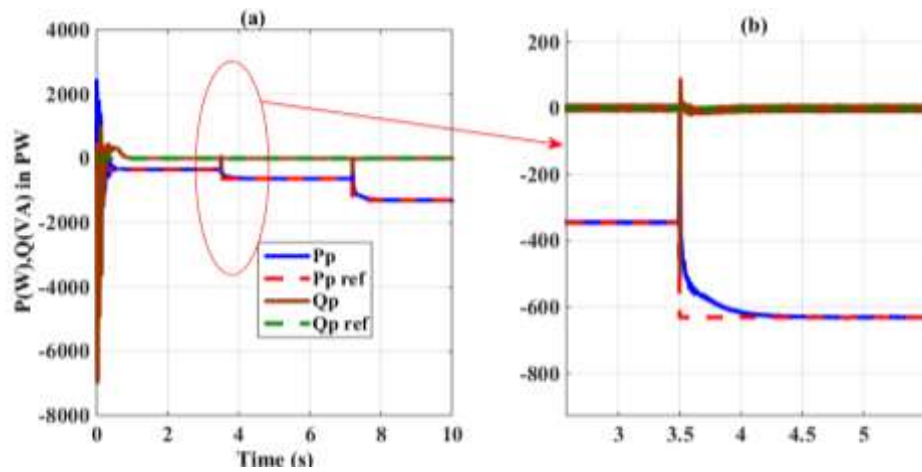 (a)
4000
2000
0
-2000
-4000
-6000
-8000
P(W),Q(VA) in PW
Pp
Pp ref
Qp
Qp ref
0 2 4 6 8 10
Time (s)
(b)
200
0
-200
-400
-600
-800
3 3.5 4 4.5 5